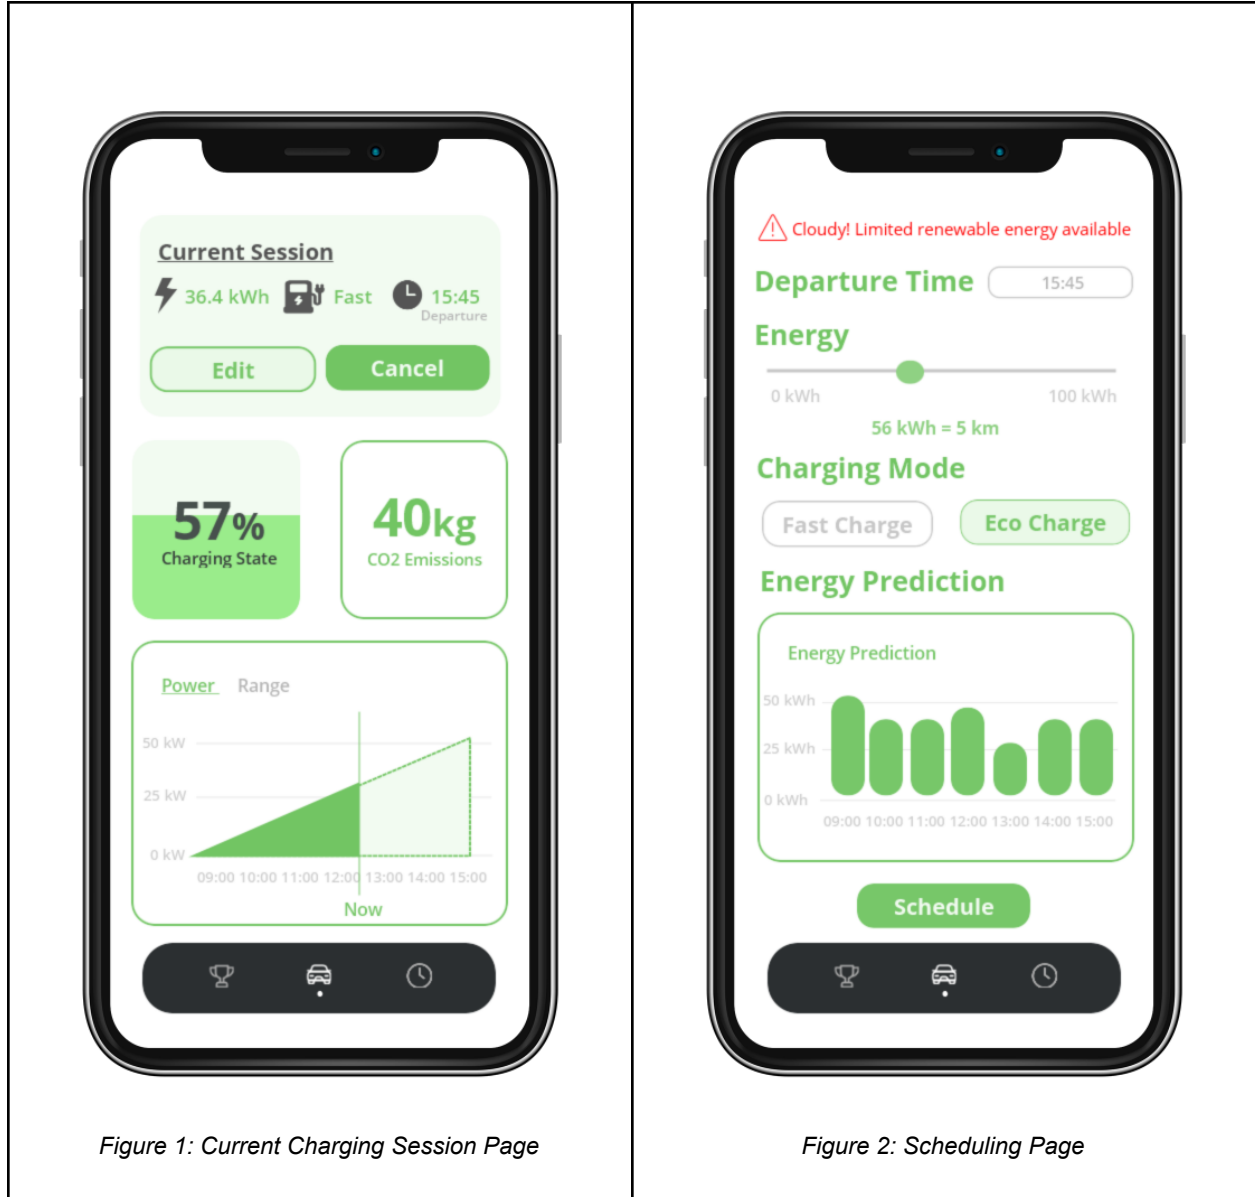 Current Session
36.4 kWh Fast 15:45
Departure
Edit Cancel
57%
Charging State
40kg
CO2 Emissions
Power Range
50 kW
25 kW
0 kW
09:00 10:00 11:00 12:00 13:00 14:00 15:00
Now
Figure 1: Current Charging Session Page
Cloudy! Limited renewable energy available
Departure Time 15:45
Energy
0 kWh 100 kWh
56 kWh = 5 km
Charging Mode
Fast Charge Eco Charge
Energy Prediction
Energy Prediction
50 kWh
25 kWh
0 kWh
09:00 10:00 11:00 12:00 13:00 14:00 15:00
Schedule
Figure 2: Scheduling Page